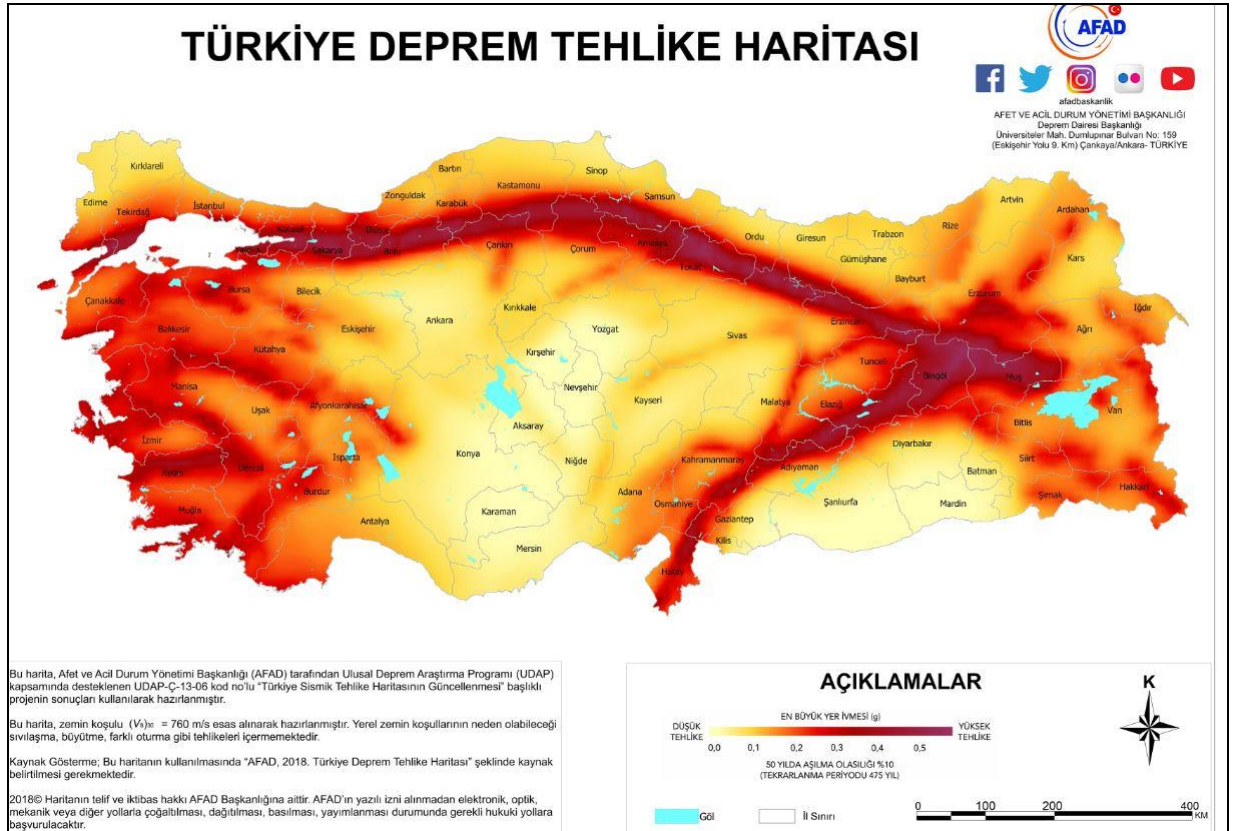 AFAD
TÜRKİYE DEPREM TEHLİKE HARİTASI
afadbaskanlik
AFET VE ACİL DURUM YÖNETİMİ BAŞKANLIĞI
Deprem Dairesi Başkanlığı
Üniversiteler Mah. Dumlupınar Bulvarı No: 159
(Eskişehir Yolu 9. Km) Çankaya/Ankara- TÜRKİYE
Kırklareli
Edirne
Tekirdağ
İstanbul
Kocaeli
Sakarya
Düzce
Bolu
Zonguldak
Bartın
Karabük
Kastamonu
Sinop
Samsun
Çankırı
Çorum
Amasya
Tokat
Ordu
Giresun
Trabzon
Gümüşhane
Bayburt
Rize
Artvin
Ardahan
Kars
Iğdır
Ağrı
Erzurum
Erzincan
Çanakkale
Balıkesir
Bursa
Bilecik
Eskişehir
Kütahya
Ankara
Kırıkkale
Yozgat
Kırşehir
Nevşehir
Sivas
Kayseri
Tunceli
Bingöl
Muş
Van
Bitlis
Elazığ
Malatya
Manisa
Uşak
Afyonkarahisar
İzmir
Aydın
Denizli
Isparta
Burdur
Muğla
Antalya
Konya
Aksaray
Niğde
Karaman
Mersin
Adana
Osmaniye
Kahramanmaraş
Gaziantep
Kilis
Hatay
Adıyaman
Şanlıurfa
Diyarbakır
Batman
Mardin
Siirt
Şırnak
Hakkari
Bu harita, Afet ve Acil Durum Yönetimi Başkanlığı (AFAD) tarafından Ulusal Deprem Araştırma Programı (UDAP)
kapsamında desteklenen UDAP-Ç-13-06 kod no'lu "Türkiye Sismik Tehlike Haritasının Güncellenmesi" başlıklı
projenin sonuçları kullanılarak hazırlanmıştır.
Bu harita, zemin koşulu (Vs)30 = 760 m/s esas alınarak hazırlanmıştır. Yerel zemin koşullarının neden olabileceği
sıvılaşma, büyütme, farklı oturma gibi tehlikeleri içermemektedir.
Kaynak Gösterme; Bu haritanın kullanılmasında "AFAD, 2018. Türkiye Deprem Tehlike Haritası" şeklinde kaynak
belirtilmesi gerekmektedir.
2018© Haritanın telif ve iktibas hakkı AFAD Başkanlığına aittir. AFAD'ın yazılı izni alınmadan elektronik, optik,
mekanik veya diğer yollarla çoğaltılması, dağıtılması, basılması, yayımlanması durumunda gerekli hukuki yollara
başvurulacaktır.
AÇIKLAMALAR
EN BÜYÜK YER İVMESİ (g)
DÜŞÜK TEHLİKE
YÜKSEK TEHLİKE
0,0 0,1 0,2 0,3 0,4 0,5
50 YILDA AŞILMA OLASILIĞI %10
(TEKRARLANMA PERİYODU 475 YIL)
Göl
İl Sınırı
K
0 100 200 400
KM